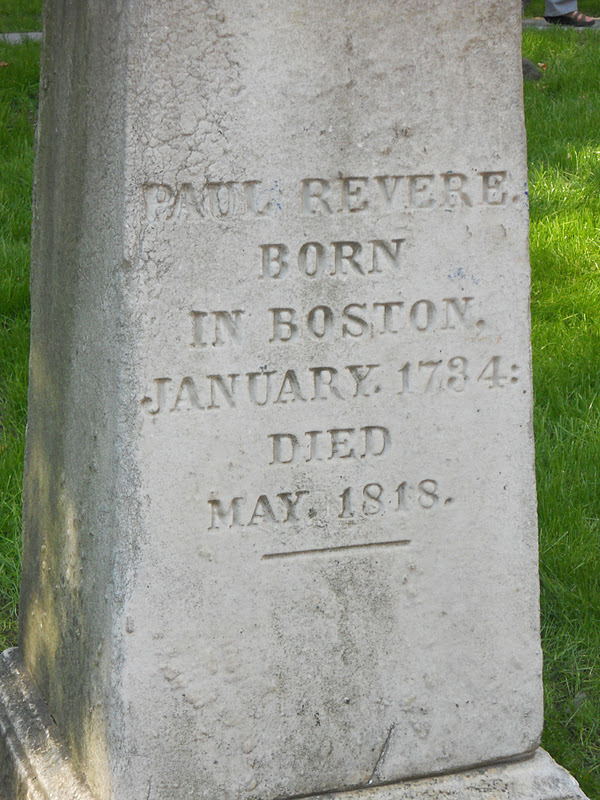 PAUL REVERE.
BORN
IN BOSTON.
JANUARY. 1734:
DIED
MAY. 1818.